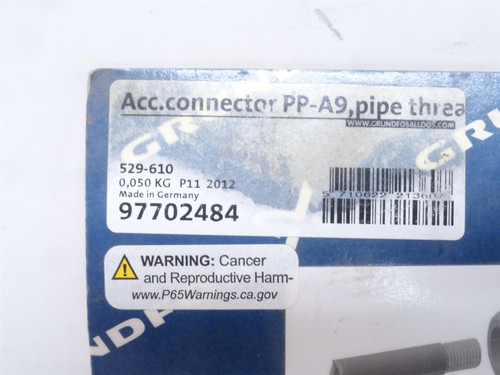 Acc.connector PP-A9,pipe threa
WWW.GRUNDFOSALLDOS.COM
529-610
0,050 KG P11 2012
Made in Germany
97702484
WARNING: Cancer
and Reproductive Harm-
www.P65Warnings.ca.gov